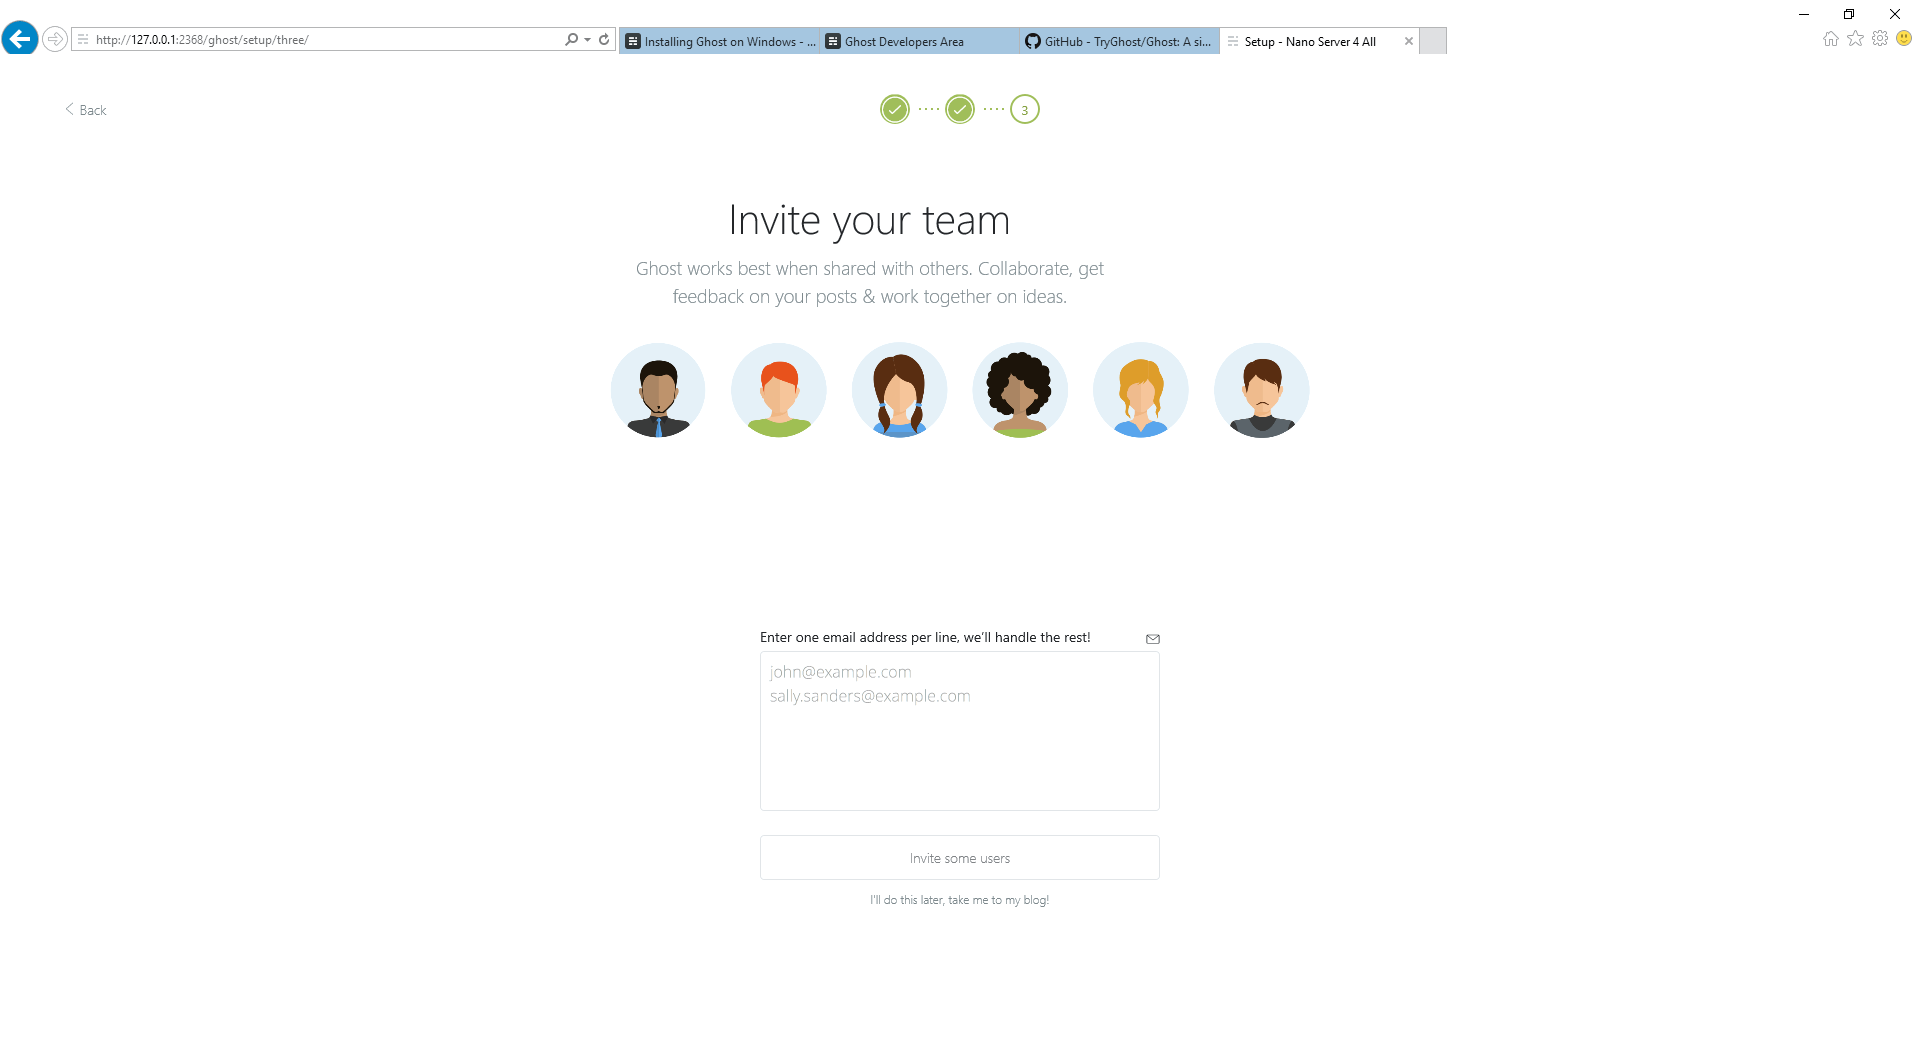 http://127.0.0.1:2368/ghost/setup/three/
Installing Ghost on Windows - ...
Ghost Developers Area
GitHub - TryGhost/Ghost: A si...
Setup - Nano Server 4 All
Back
3
Invite your team
Ghost works best when shared with others. Collaborate, get
feedback on your posts & work together on ideas.
Enter one email address per line, we’ll handle the rest!
john@example.com
sally.sanders@example.com
Invite some users
I'll do this later, take me to my blog!